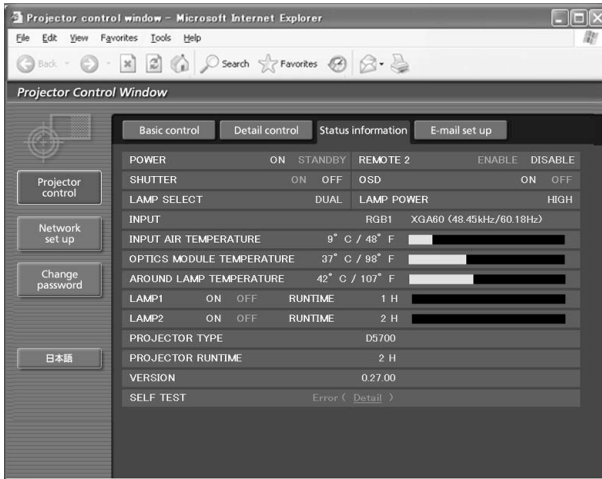 Projector control window - Microsoft Internet Explorer
File Edit View Favorites Tools Help
Back Search Favorites
Projector Control Window
Basic control Detail control Status information E-mail set up
Projector control
Network set up
Change password
日本語
POWER ON STANDBY REMOTE 2 ENABLE DISABLE
SHUTTER ON OFF OSD ON OFF
LAMP SELECT DUAL LAMP POWER HIGH
INPUT RGB1 XGA60 (48.45kHz/60.18Hz)
INPUT AIR TEMPERATURE 9° C / 48° F
OPTICS MODULE TEMPERATURE 37° C / 98° F
AROUND LAMP TEMPERATURE 42° C / 107° F
LAMP1 ON OFF RUNTIME 1 H
LAMP2 ON OFF RUNTIME 2 H
PROJECTOR TYPE D5700
PROJECTOR RUNTIME 2 H
VERSION 0.27.00
SELF TEST Error ( Detail )